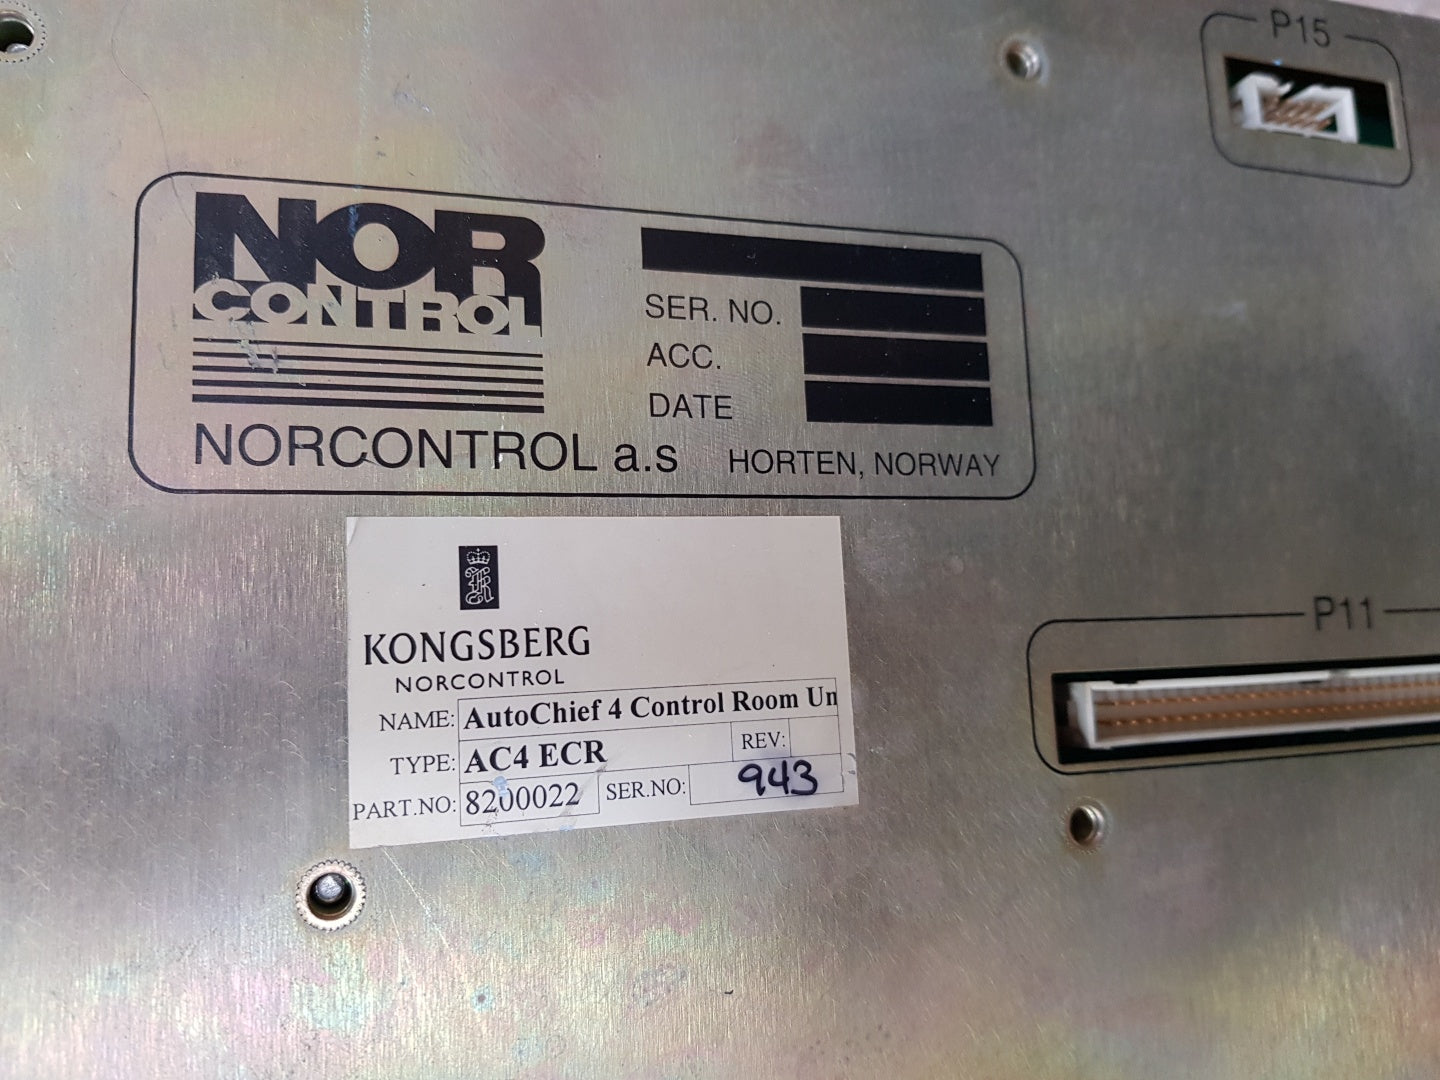 P15
NOR
CONTROL
SER. NO.
ACC.
DATE
NORCONTROL a.s HORTEN, NORWAY
P11
KONGSBERG
NORCONTROL
NAME: AutoChief 4 Control Room Un
TYPE: AC4 ECR REV:
PART.NO: 8200022 SER.NO: 943